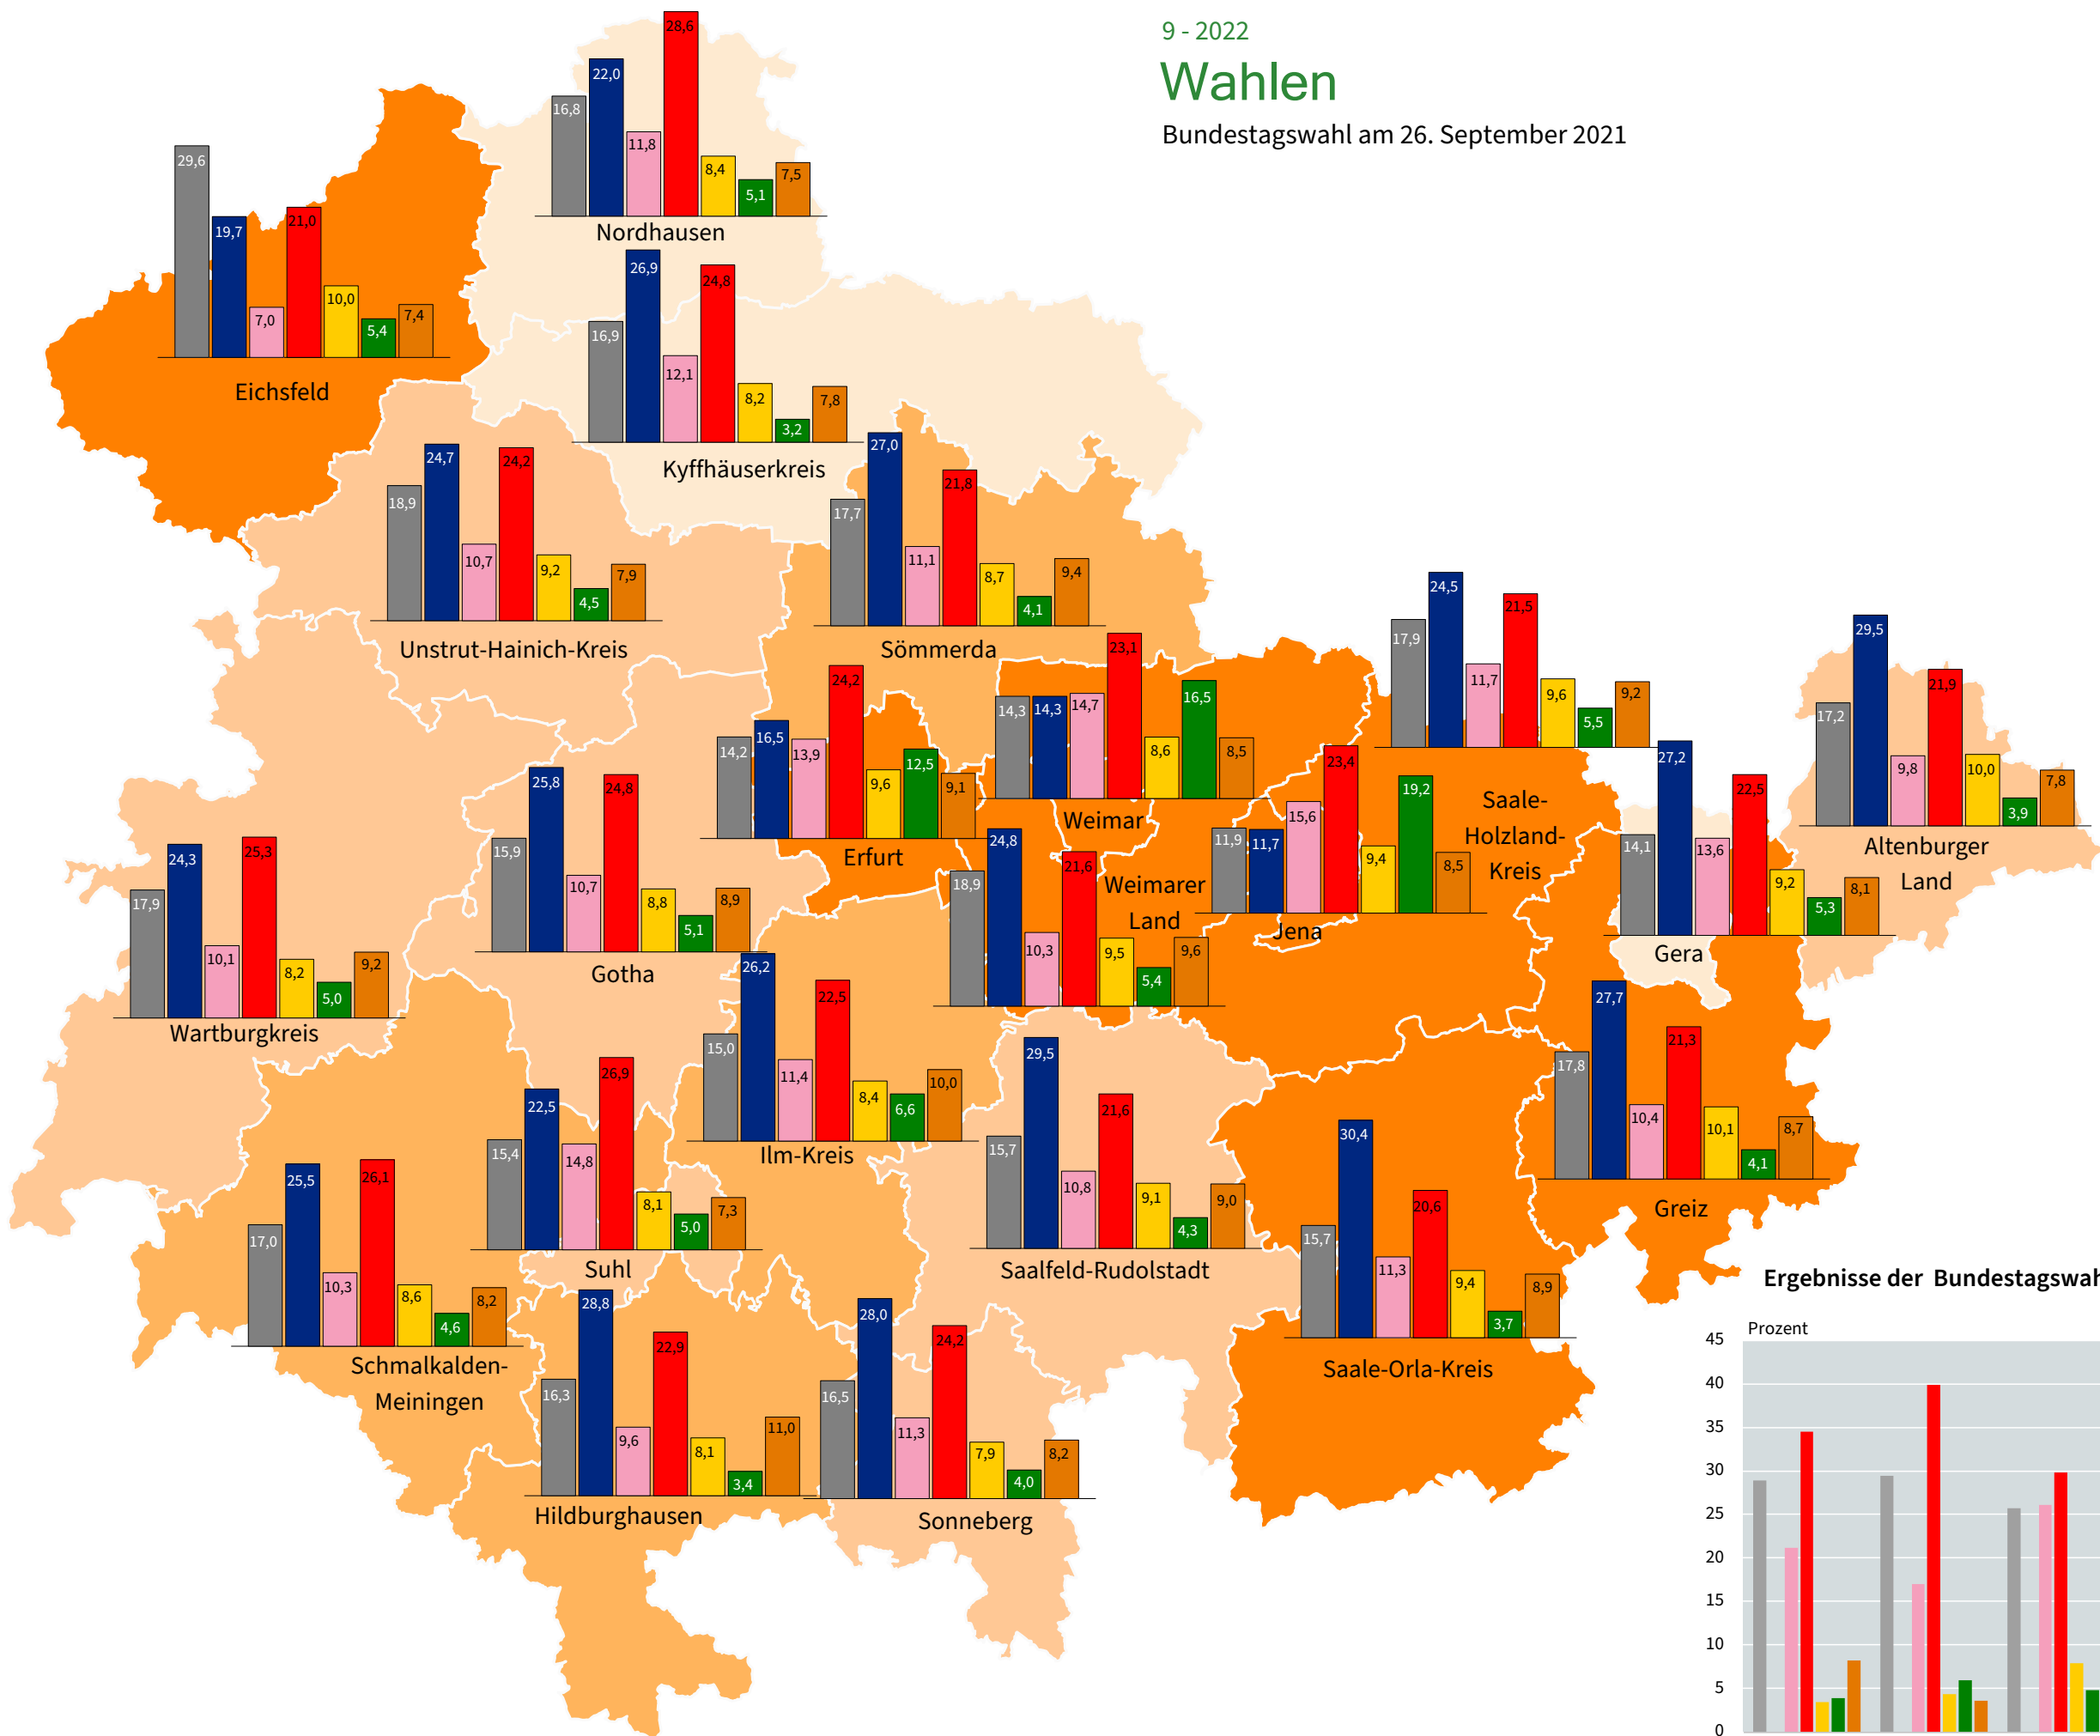 9 - 2022
Wahlen
Bundestagswahl am 26. September 2021
16,8 22,0 11,8 28,6 8,4 5,1 7,5
Nordhausen
29,6 19,7 7,0 21,0 10,0 5,4 7,4
Eichsfeld
16,9 26,9 12,1 24,8 8,2 3,2 7,8
Kyffhäuserkreis
18,9 24,7 10,7 24,2 9,2 4,5 7,9
Unstrut-Hainich-Kreis
17,7 27,0 11,1 21,8 8,7 4,1 9,4
Sömmerda
14,2 16,5 13,9 24,2 9,6 12,5 9,1
Erfurt
14,3 14,3 14,7 23,1 8,6 16,5 8,5
Weimar
17,9 24,5 11,7 21,5 9,6 5,5 9,2
Saale-
Holzland-
Kreis
17,2 29,5 9,8 21,9 10,0 3,9 7,8
Altenburger
Land
15,9 25,8 10,7 24,8 8,8 5,1 8,9
Gotha
17,9 24,3 10,1 25,3 8,2 5,0 9,2
Wartburgkreis
18,9 24,8 10,3 21,6 9,5 5,4 9,6
Weimarer
Land
11,9 11,7 15,6 23,4 9,4 19,2 8,5
Jena
14,1 27,2 13,6 22,5 9,2 5,3 8,1
Gera
15,0 26,2 11,4 22,5 8,4 6,6 10,0
Ilm-Kreis
17,8 27,7 10,4 21,3 10,1 4,1 8,7
Greiz
15,4 22,5 14,8 26,9 8,1 5,0 7,3
Suhl
15,7 29,5 10,8 21,6 9,1 4,3 9,0
Saalfeld-Rudolstadt
15,7 30,4 11,3 20,6 9,4 3,7 8,9
Saale-Orla-Kreis
17,0 25,5 10,3 26,1 8,6 4,6 8,2
Schmalkalden-
Meiningen
16,3 28,8 9,6 22,9 8,1 3,4 11,0
Hildburghausen
16,5 28,0 11,3 24,2 7,9 4,0 8,2
Sonneberg
Ergebnisse der Bundestagswah
Prozent
45
40
35
30
25
20
15
10
5
0